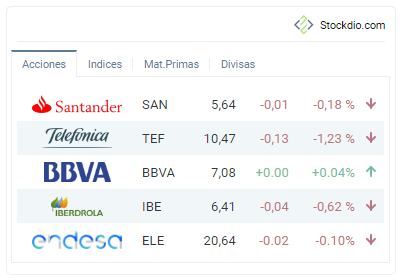 Stockdio.com
Acciones Indices Mat.Primas Divisas
Santander SAN 5,64 -0,01 -0,18 %
Telefónica TEF 10,47 -0,13 -1,23 %
BBVA BBVA 7,08 +0.00 +0.04%
IBERDROLA IBE 6,41 -0,04 -0,62 %
endesa ELE 20,64 -0.02 -0.10%